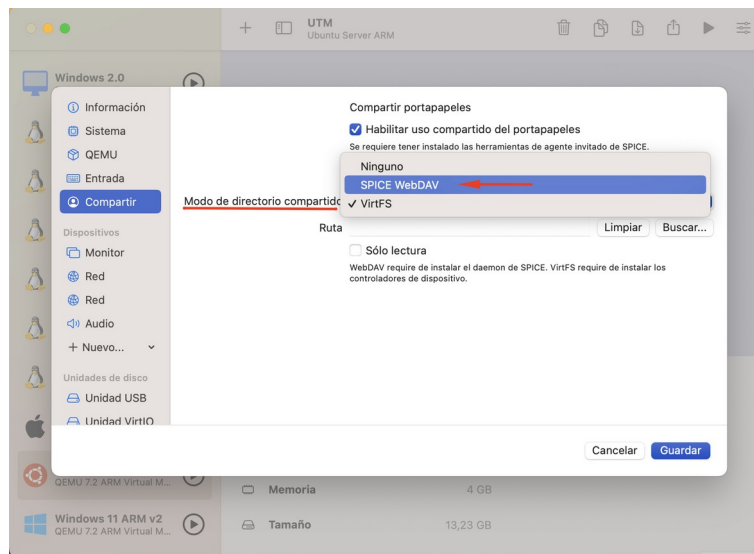 UTM
Ubuntu Server ARM
Windows 2.0
Información
Sistema
QEMU
Entrada
Compartir
Dispositivos
Monitor
Red
Red
Audio
+ Nuevo...
Unidades de disco
Unidad USB
Unidad VirtIO
Compartir portapapeles
Habilitar uso compartido del portapapeles
Se requiere tener instalado las herramientas de agente invitado de SPICE.
Modo de directorio compartido
Ninguno
SPICE WebDAV
✓ VirtFS
Ruta
Limpiar
Buscar...
Sólo lectura
WebDAV require de instalar el daemon de SPICE. VirtFS require de instalar los
controladores de dispositivo.
Cancelar
Guardar
QEMU 7.2 ARM Virtual M...
Windows 11 ARM v2
QEMU 7.2 ARM Virtual M...
Memoria
4 GB
Tamaño
13,23 GB